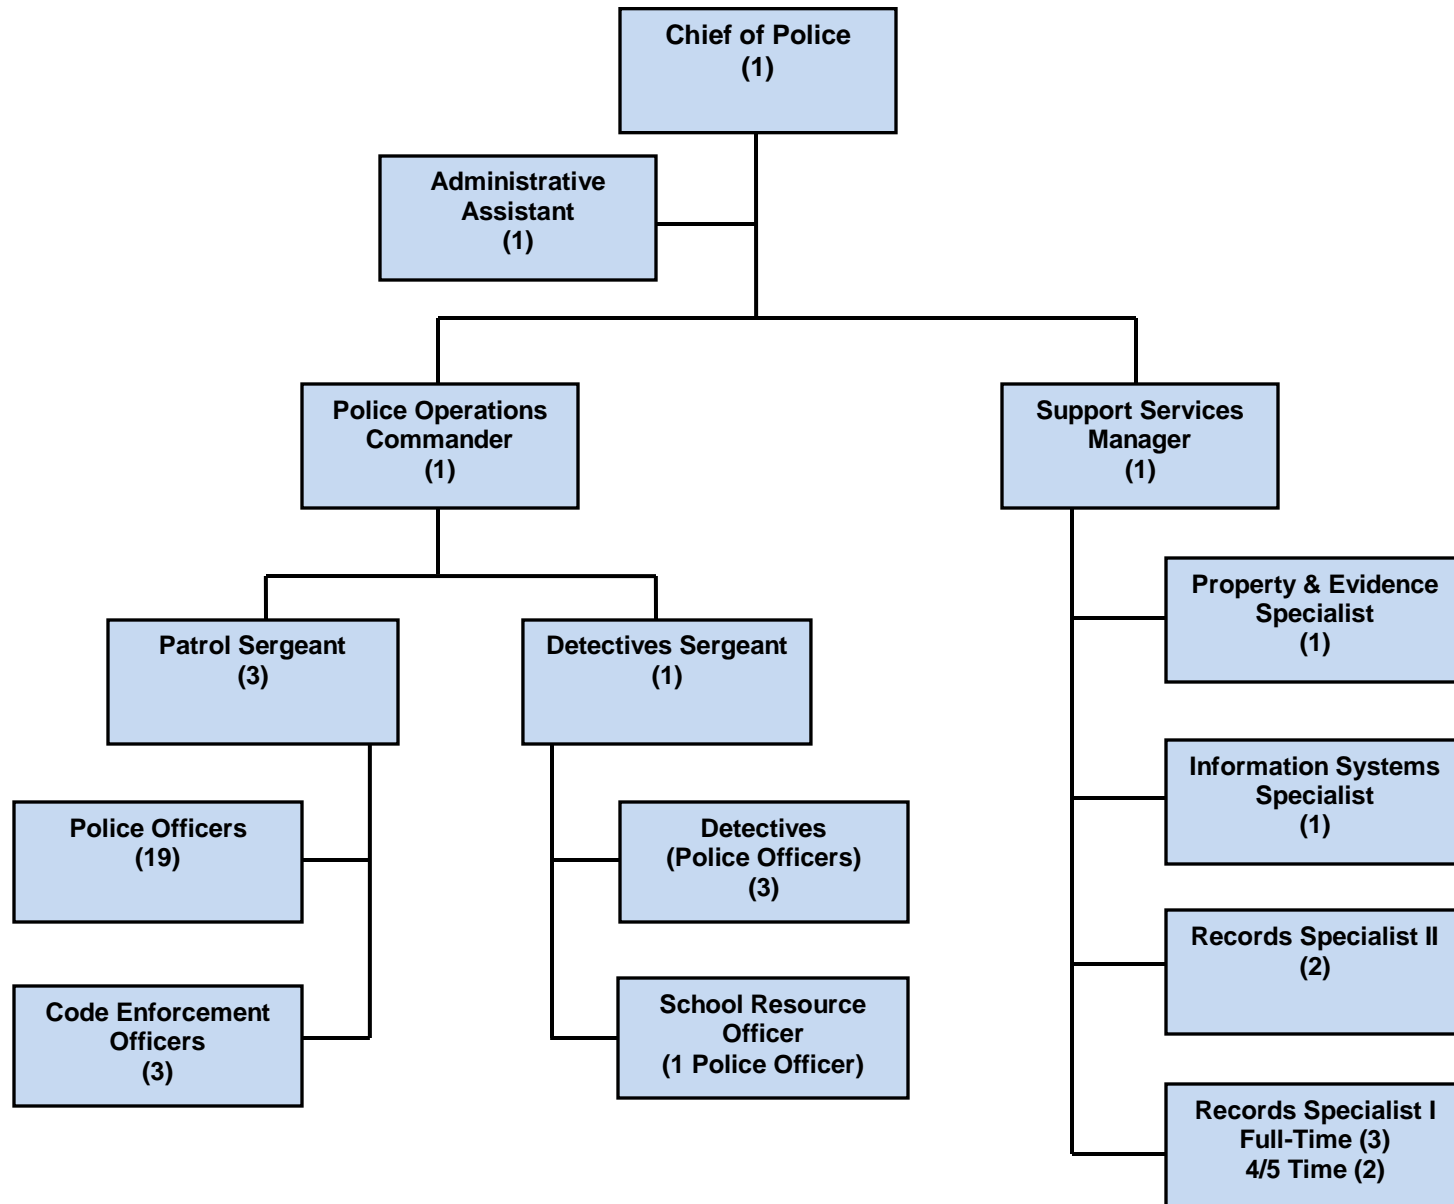 Chief of Police
(1)
Administrative
Assistant
(1)
Police Operations
Commander
(1)
Support Services
Manager
(1)
Patrol Sergeant
(3)
Detectives Sergeant
(1)
Police Officers
(19)
Code Enforcement
Officers
(3)
Detectives
(Police Officers)
(3)
School Resource
Officer
(1 Police Officer)
Property & Evidence
Specialist
(1)
Information Systems
Specialist
(1)
Records Specialist II
(2)
Records Specialist I
Full-Time (3)
4/5 Time (2)